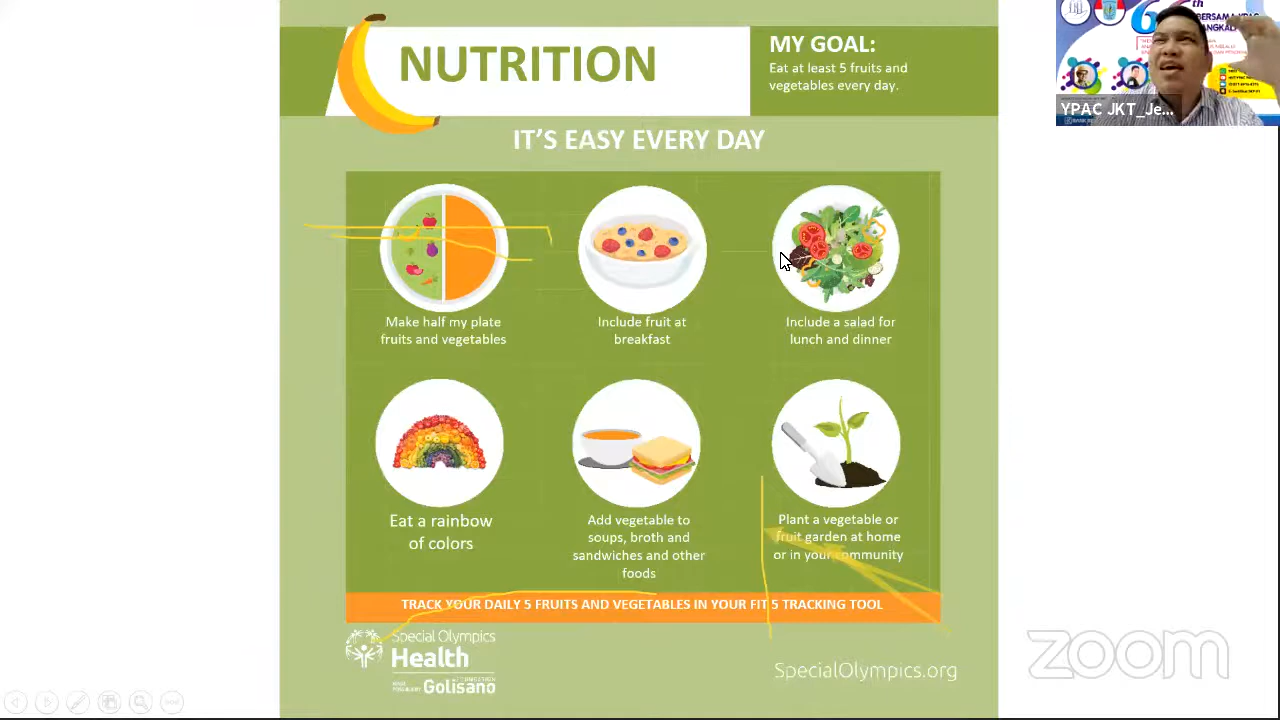 NUTRITION
MY GOAL:
Eat at least 5 fruits and
vegetables every day.
IT'S EASY EVERY DAY
Make half my plate
fruits and vegetables
Include fruit at
breakfast
Include a salad for
lunch and dinner
Eat a rainbow
of colors
Add vegetable to
soups, broth and
sandwiches and other
foods
Plant a vegetable or
fruit garden at home
or in your community
TRACK YOUR DAILY 5 FRUITS AND VEGETABLES IN YOUR FIT 5 TRACKING TOOL
Special Olympics
Health
Golisano
SpecialOlympics.org
YPAC JKT_Je...
BERSAMA YPAC
zoom